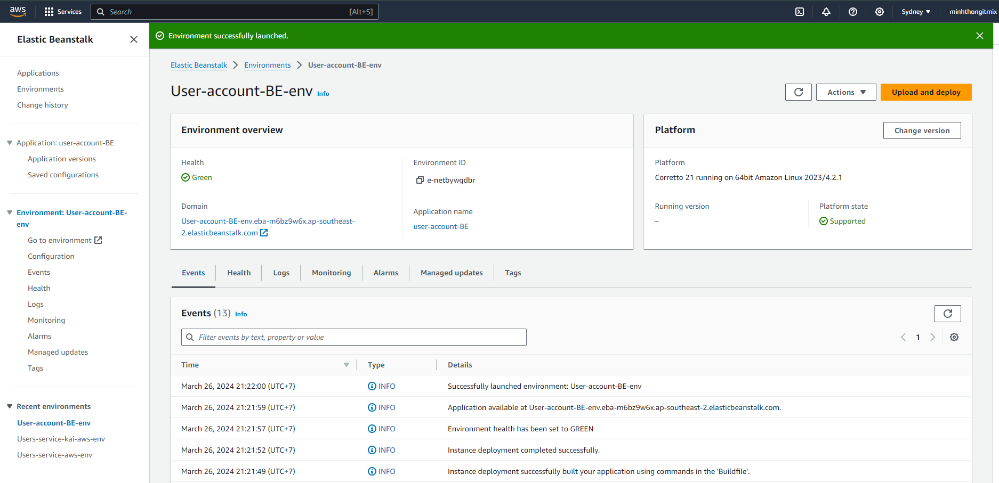 aws
Services
Search
[Alt+S]
Sydney
minhthongitmix
Elastic Beanstalk
Environment successfully launched.
Applications
Environments
Change history
Application: user-account-BE
Application versions
Saved configurations
Environment: User-account-BE-
env
Go to environment
Configuration
Events
Health
Logs
Monitoring
Alarms
Managed updates
Tags
Recent environments
User-account-BE-env
Users-service-kai-aws-env
Users-service-aws-env
Elastic Beanstalk
Environments
User-account-BE-env
User-account-BE-env Info
Actions
Upload and deploy
Environment overview
Health
Green
Domain
User-account-BE-env.eba-m6bz9w6x.ap-southeast-
2.elasticbeanstalk.com
Environment ID
e-netbywgdbr
Application name
user-account-BE
Platform
Change version
Platform
Corretto 21 running on 64bit Amazon Linux 2023/4.2.1
Running version
–
Platform state
Supported
Events
Health
Logs
Monitoring
Alarms
Managed updates
Tags
Events (13) Info
Filter events by text, property or value
1
Time Type Details
March 26, 2024 21:22:00 (UTC+7) INFO Successfully launched environment: User-account-BE-env
March 26, 2024 21:21:59 (UTC+7) INFO Application available at User-account-BE-env.eba-m6bz9w6x.ap-southeast-2.elasticbeanstalk.com.
March 26, 2024 21:21:57 (UTC+7) INFO Environment health has been set to GREEN
March 26, 2024 21:21:52 (UTC+7) INFO Instance deployment completed successfully.
March 26, 2024 21:21:49 (UTC+7) INFO Instance deployment successfully built your application using commands in the 'Buildfile'.